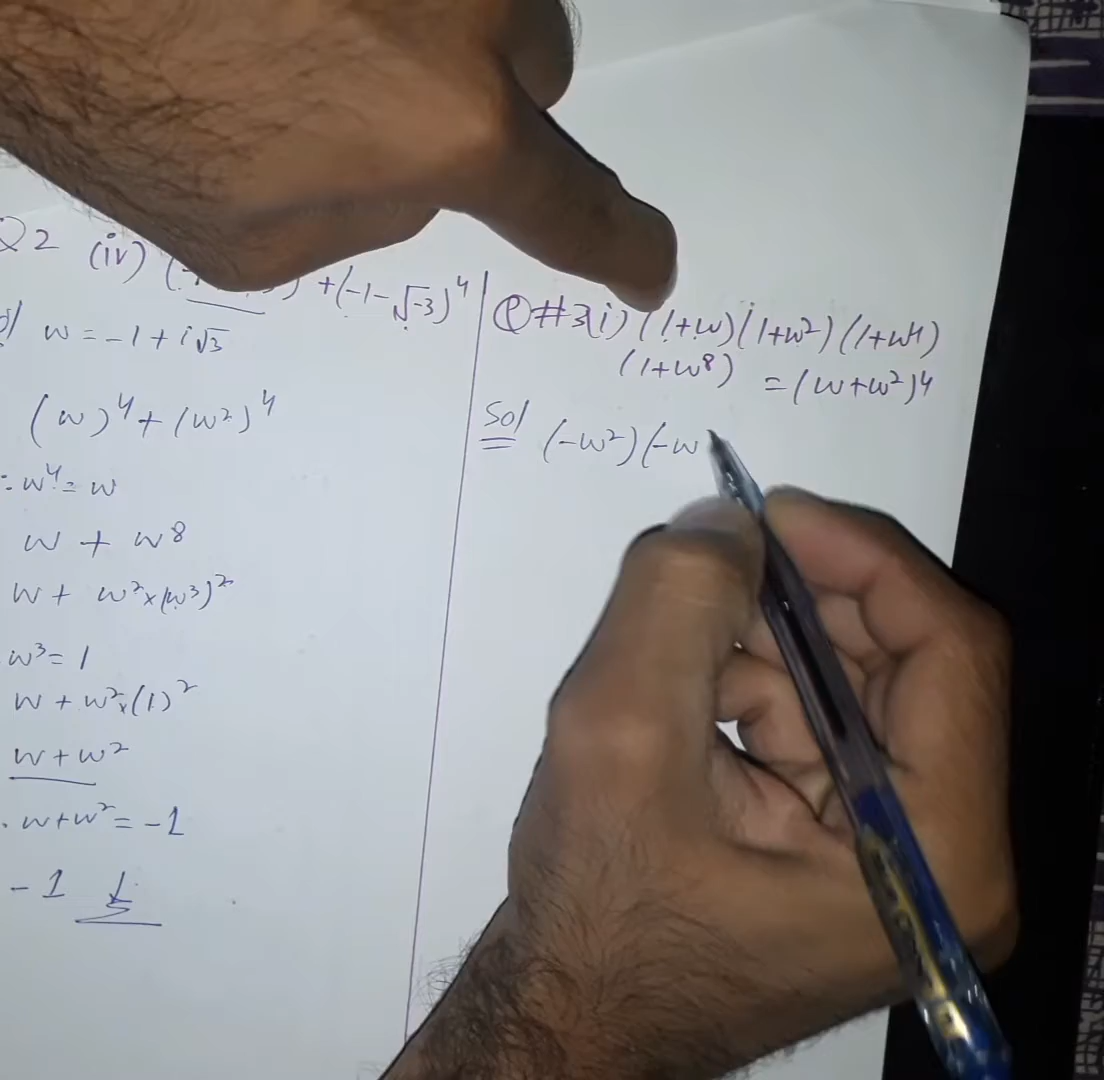 Q2 (iv) ( ) + (-1-√-3)⁴
w = -1 + i√3
(w)⁴ + (w²)⁴
w⁴ = w
w + w⁸
w + w² × (w³)²
w³ = 1
w + w² × (1)²
w + w²
w + w² = -1
-1
Q#3(i) (1+w)(1+w²)(1+w⁴)
(1+w⁸) = (w+w²)⁴
Sol (-w²)(-w